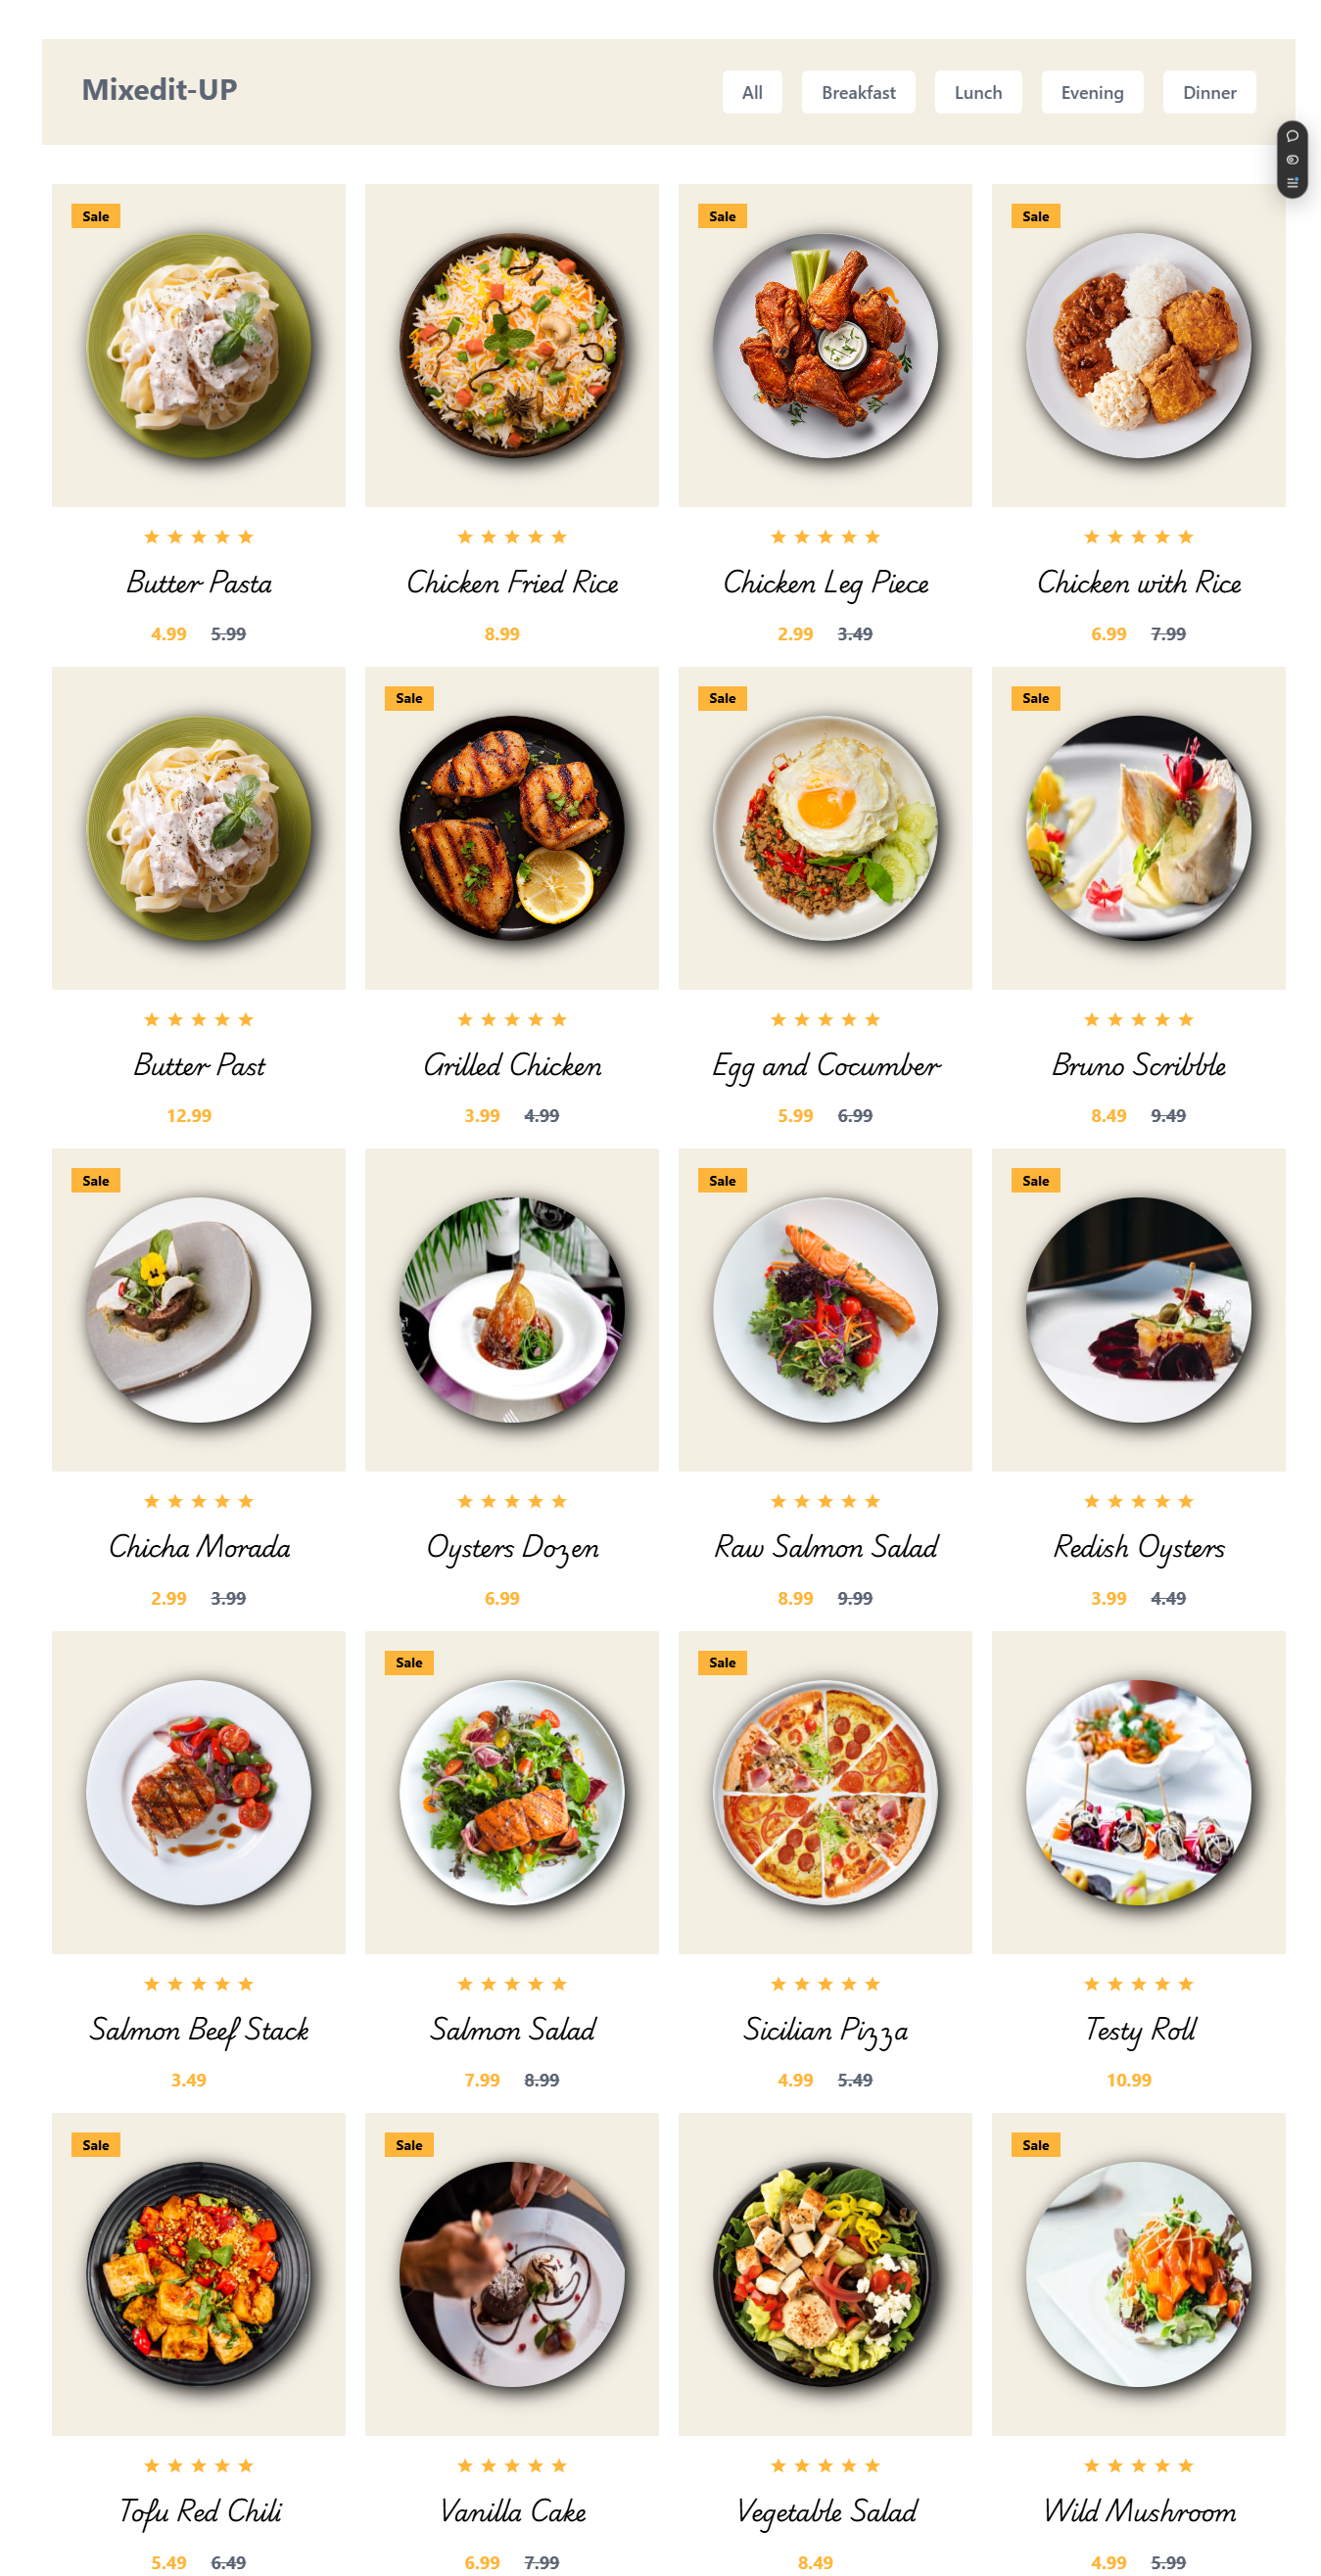 Mixedit-UP
All Breakfast Lunch Evening Dinner
Sale Sale Sale
Butter Pasta Chicken Fried Rice Chicken Leg Piece Chicken with Rice
4.99 5.99 8.99 2.99 3.49 6.99 7.99
Sale Sale Sale
Butter Past Grilled Chicken Egg and Cocumber Bruno Scribble
12.99 3.99 4.99 5.99 6.99 8.49 9.49
Sale Sale Sale
Chicha Morada Oysters Dozen Raw Salmon Salad Redish Oysters
2.99 3.99 6.99 8.99 9.99 3.99 4.49
Sale Sale
Salmon Beef Stack Salmon Salad Sicilian Pizza Testy Roll
3.49 7.99 8.99 4.99 5.49 10.99
Sale Sale Sale
Tofu Red Chili Vanilla Cake Vegetable Salad Wild Mushroom
5.49 6.49 6.99 7.99 8.49 4.99 5.99